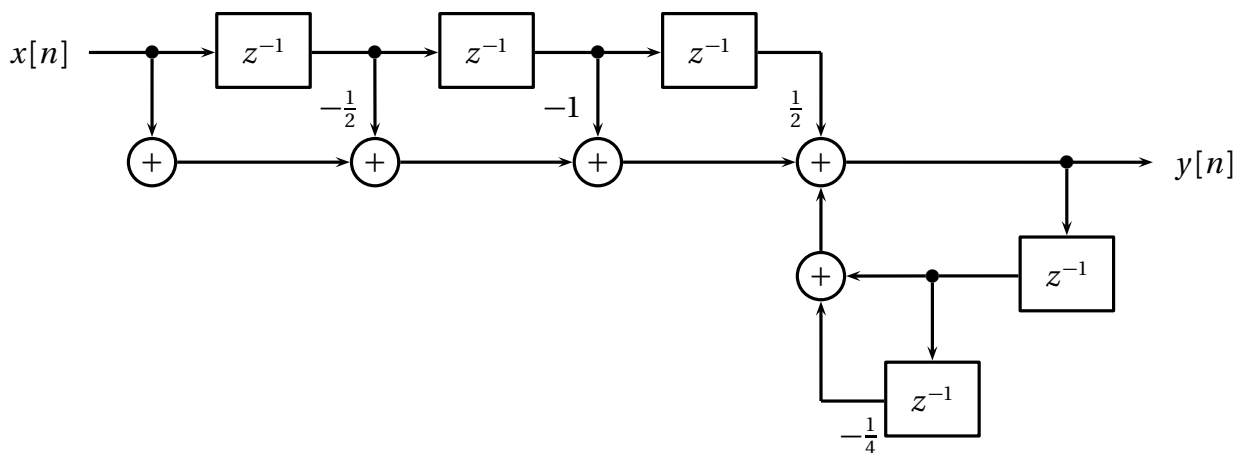 x[n] z⁻¹ z⁻¹ z⁻¹
−1/2 −1 1/2
+ + + + y[n]
+ z⁻¹
z⁻¹
−1/4